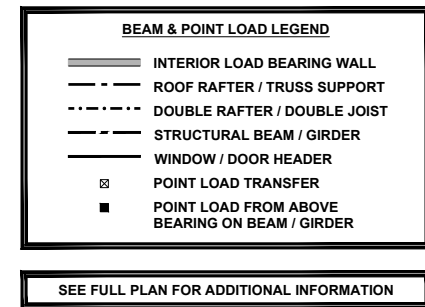 BEAM & POINT LOAD LEGEND
INTERIOR LOAD BEARING WALL
ROOF RAFTER / TRUSS SUPPORT
DOUBLE RAFTER / DOUBLE JOIST
STRUCTURAL BEAM / GIRDER
WINDOW / DOOR HEADER
POINT LOAD TRANSFER
POINT LOAD FROM ABOVE
BEARING ON BEAM / GIRDER
SEE FULL PLAN FOR ADDITIONAL INFORMATION